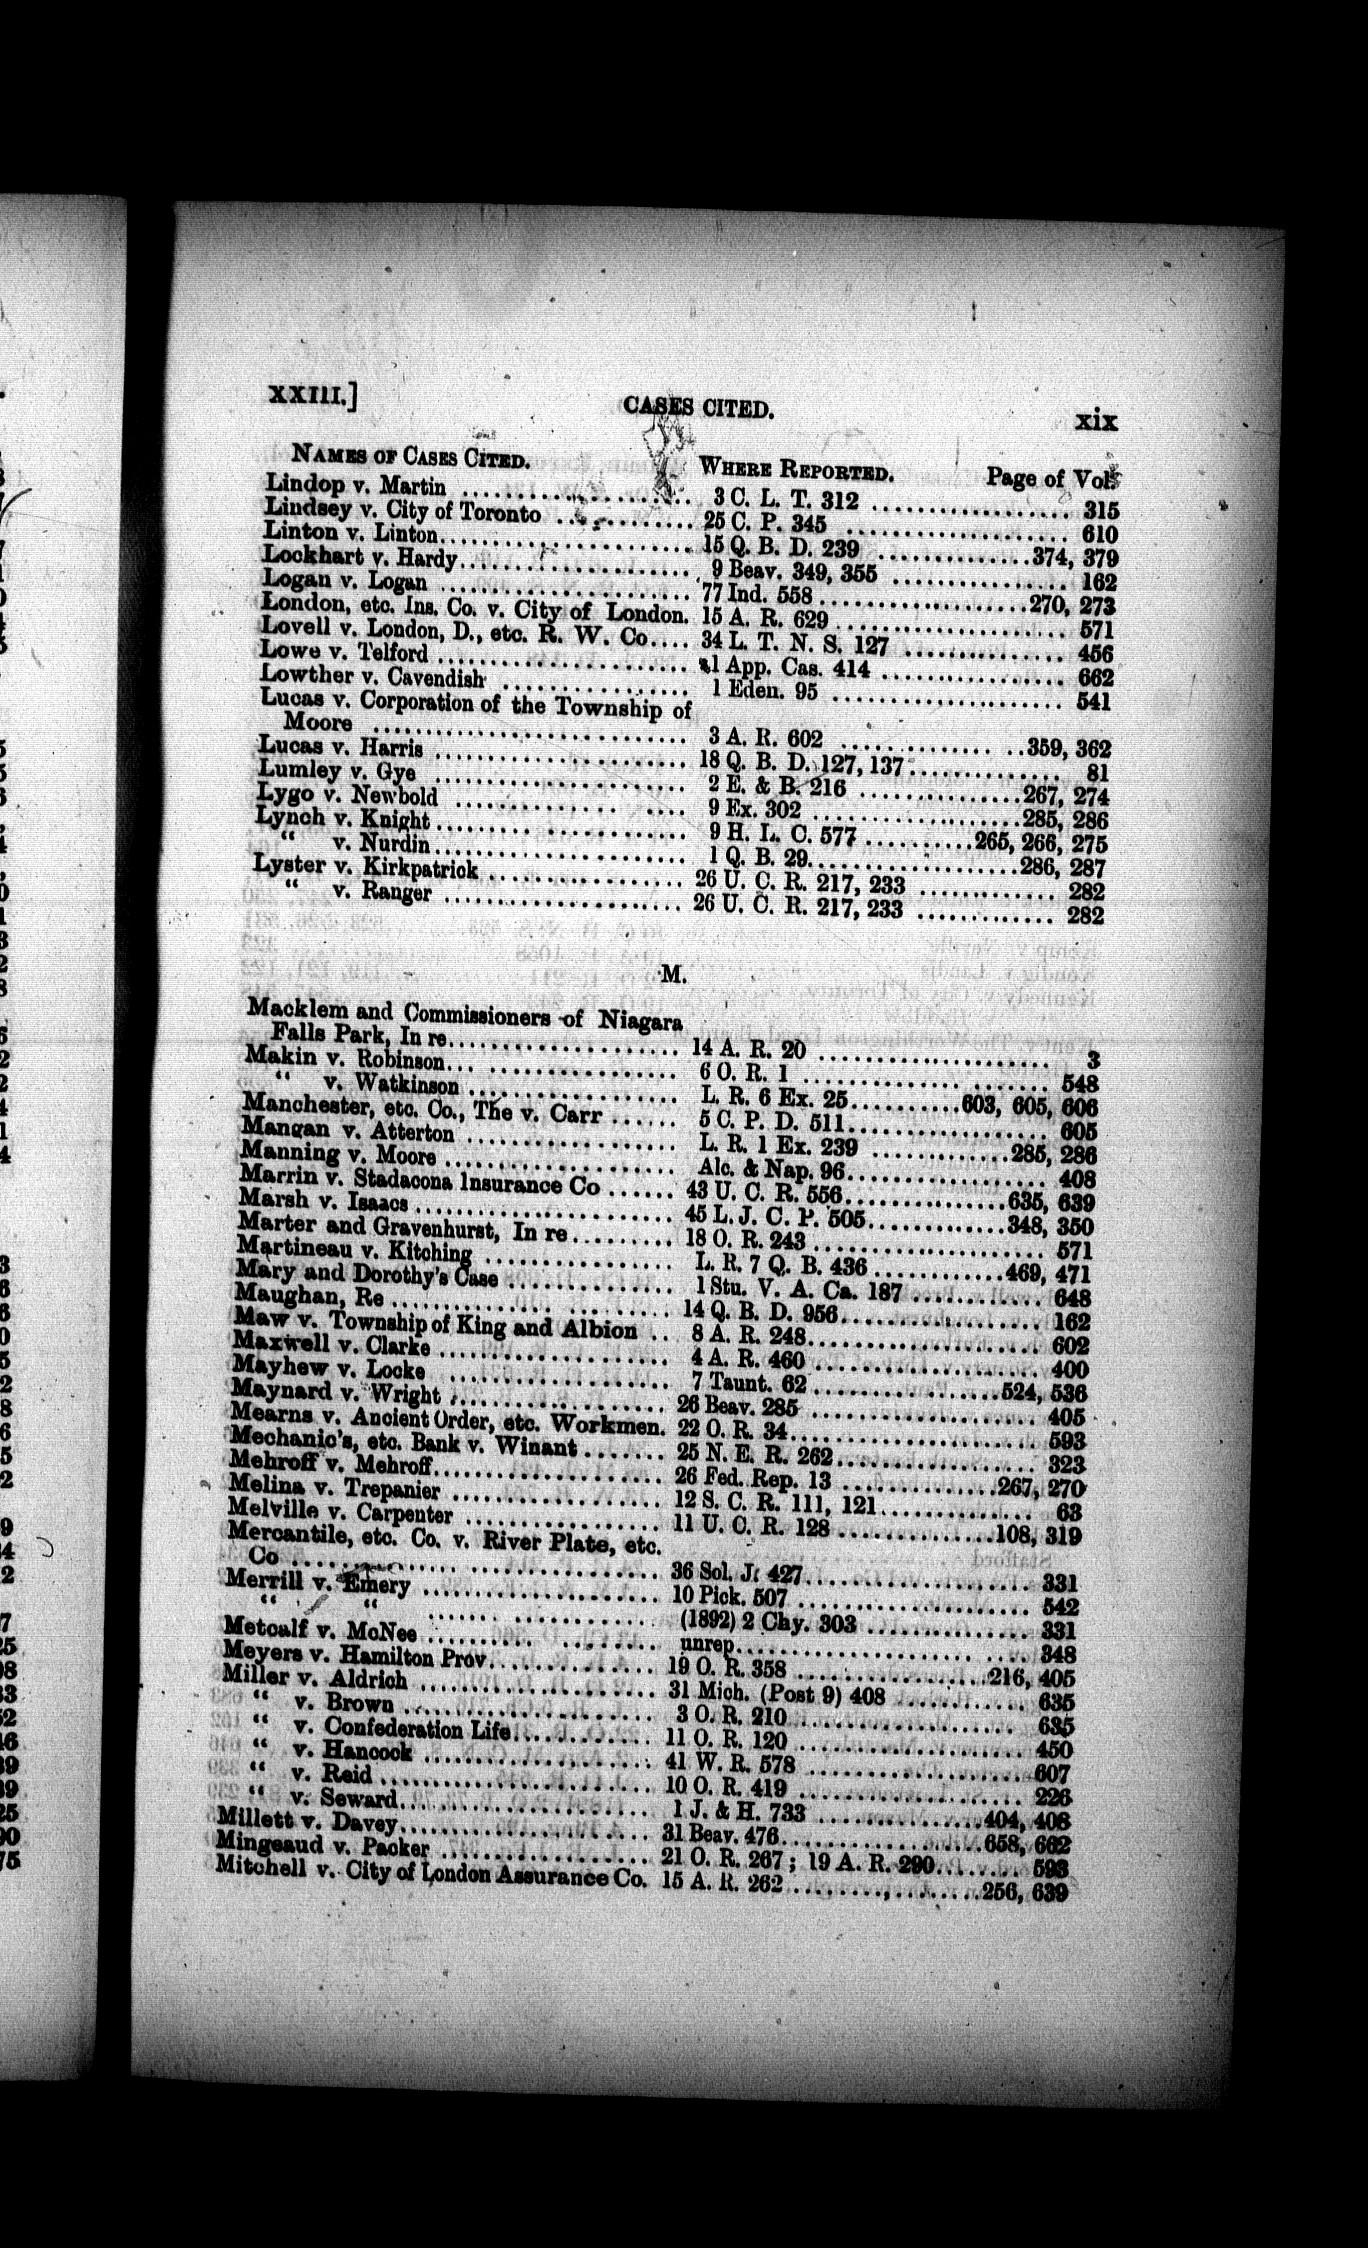 XXIII.] CASES CITED. xix
NAMES OF CASES CITED. WHERE REPORTED. Page of Vol.
Lindop v. Martin .................... 3 C. L. T. 312 .................... 315
Lindsey v. City of Toronto .......... 25 C. P. 345 .................... 610
Linton v. Linton.................... 15 Q. B. D. 239 .............374, 379
Lockhart v. Hardy.................... 9 Beav. 349, 355 ............... 162
Logan v. Logan .................... 77 Ind. 558 ..................270, 273
London, etc. Ins. Co. v. City of London. 15 A. R. 629 .................... 571
Lovell v. London, D., etc. R. W. Co.... 34 L. T. N. S. 127 .............. 456
Lowe v. Telford .................... 1 App. Cas. 414 ................ 662
Lowther v. Cavendish ................ 1 Eden. 95 .................... 541
Lucas v. Corporation of the Township of
Moore .......................... 3 A. R. 602 ................359, 362
Lucas v. Harris .................... 18 Q. B. D. 127, 137.............. 81
Lumley v. Gye .................... 2 E. & B. 216 ...............267, 274
Lygo v. Newbold .................... 9 Ex. 302 ..................285, 286
Lynch v. Knight.................... 9 H. L. C. 577 ..........265, 266, 275
“ v. Nurdin.................... 1 Q. B. 29...................286, 287
Lyster v. Kirkpatrick ................ 26 U. C. R. 217, 233 ............ 282
“ v. Ranger .................... 26 U. C. R. 217, 233 ............ 282
M.
Macklem and Commissioners of Niagara
Falls Park, In re.................... 14 A. R. 20 .................... 3
Makin v. Robinson.................... 6 O. R. 1 .................... 548
“ v. Watkinson .................. L. R. 6 Ex. 25..........603, 605, 606
Manchester, etc. Co., The v. Carr ...... 5 C. P. D. 511.................. 605
Mangan v. Atterton .................. L. R. 1 Ex. 239 .............285, 286
Manning v. Moore .................... Alc. & Nap. 96.................. 408
Marrin v. Stadacona Insurance Co ...... 43 U. C. R. 556...............635, 639
Marsh v. Isaacs .................... 45 L. J. C. P. 505............348, 350
Marter and Gravenhurst, In re......... 18 O. R. 243 .................... 571
Martineau v. Kitching ................ L. R. 7 Q. B. 436 ............469, 471
Mary and Dorothy's Case .............. 1 Stu. V. A. Ca. 187 ............ 648
Maughan, Re .................... 14 Q. B. D. 956.................. 162
Maw v. Township of King and Albion .. 8 A. R. 248.................... 602
Maxwell v. Clarke .................... 4 A. R. 460 .................... 400
Mayhew v. Locke .................... 7 Taunt. 62 ..................524, 536
Maynard v. Wright .................... 26 Beav. 285 .................... 405
Mearns v. Ancient Order, etc. Workmen. 22 O. R. 34.................... 593
Mechanic's, etc. Bank v. Winant ....... 25 N. E. R. 262.................. 323
Mehroff v. Mehroff.................... 26 Fed. Rep. 13 ..............267, 270
Melina v. Trepanier .................. 12 S. C. R. 111, 121.............. 63
Melville v. Carpenter ................ 11 U. C. R. 128 ..............108, 319
Mercantile, etc. Co. v. River Plate, etc.
Co .......................... 36 Sol. J. 427.................... 331
Merrill v. Emery .................... 10 Pick. 507 .................... 542
“ “ .................... (1892) 2 Chy. 303 .............. 331
Metcalf v. McNee .................... unrep.......................... 348
Meyers v. Hamilton Prov.............. 19 O. R. 358 .................216, 405
Miller v. Aldrich .................... 31 Mich. (Post 9) 408 ............ 635
“ v. Brown .................... 3 O. R. 210 .................... 635
“ v. Confederation Life............ 11 O. R. 120 .................... 450
“ v. Hancock .................... 41 W. R. 578 .................... 607
“ v. Reid .................... 10 O. R. 419 .................... 226
“ v. Seward.................... 1 J. & H. 733 ................404, 408
Millett v. Davey.................... 31 Beav. 476..................658, 662
Mingeaud v. Packer .................. 21 O. R. 267 ; 19 A. R. 290........ 593
Mitchell v. City of London Assurance Co. 15 A. R. 262 ..................256, 639